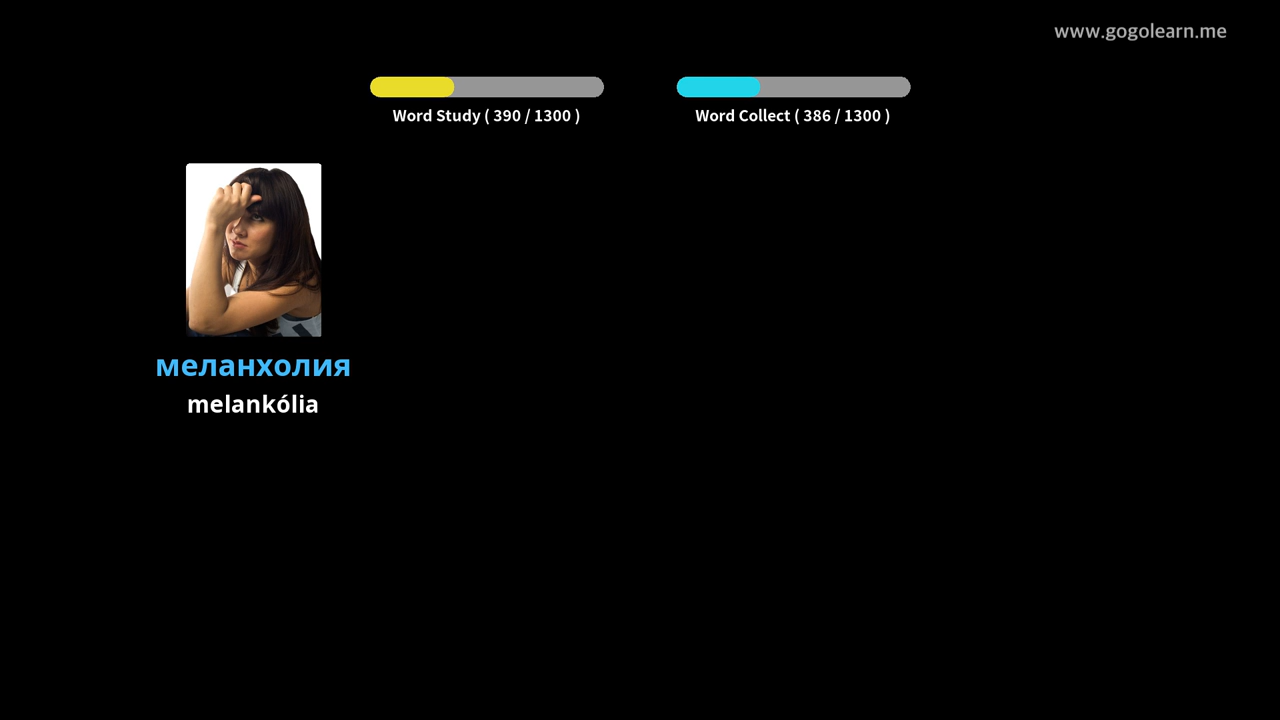 www.gogolearn.me
Word Study ( 390 / 1300 )
Word Collect ( 386 / 1300 )
меланхолия
melankólia